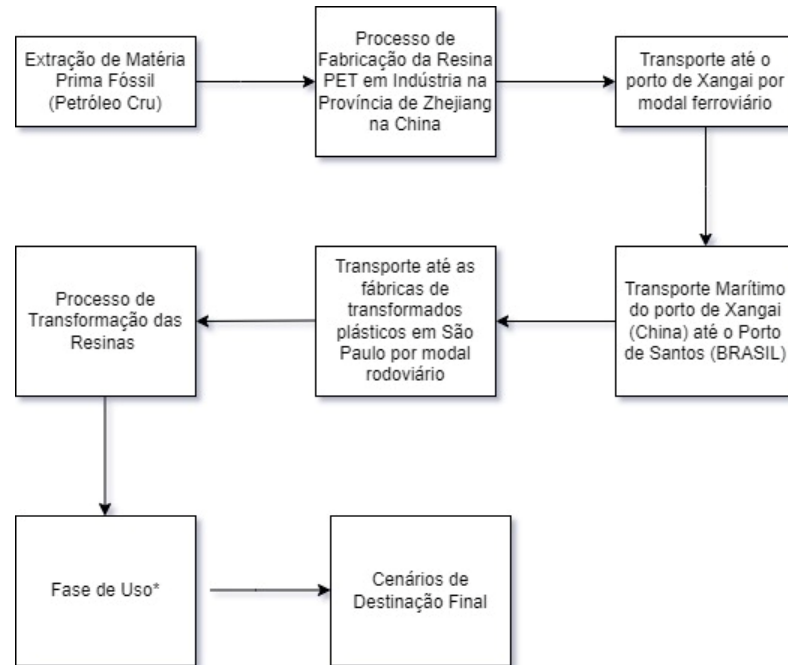 Extração de Matéria
Prima Fóssil
(Petróleo Cru)
Processo de
Fabricação da Resina
PET em Indústria na
Província de Zhejiang
na China
Transporte até o
porto de Xangai por
modal ferroviário
Transporte Marítimo
do porto de Xangai
(China) até o Porto
de Santos (BRASIL)
Transporte até as
fábricas de
transformados
plásticos em São
Paulo por modal
rodoviário
Processo de
Transformação das
Resinas
Fase de Uso*
Cenários de
Destinação Final